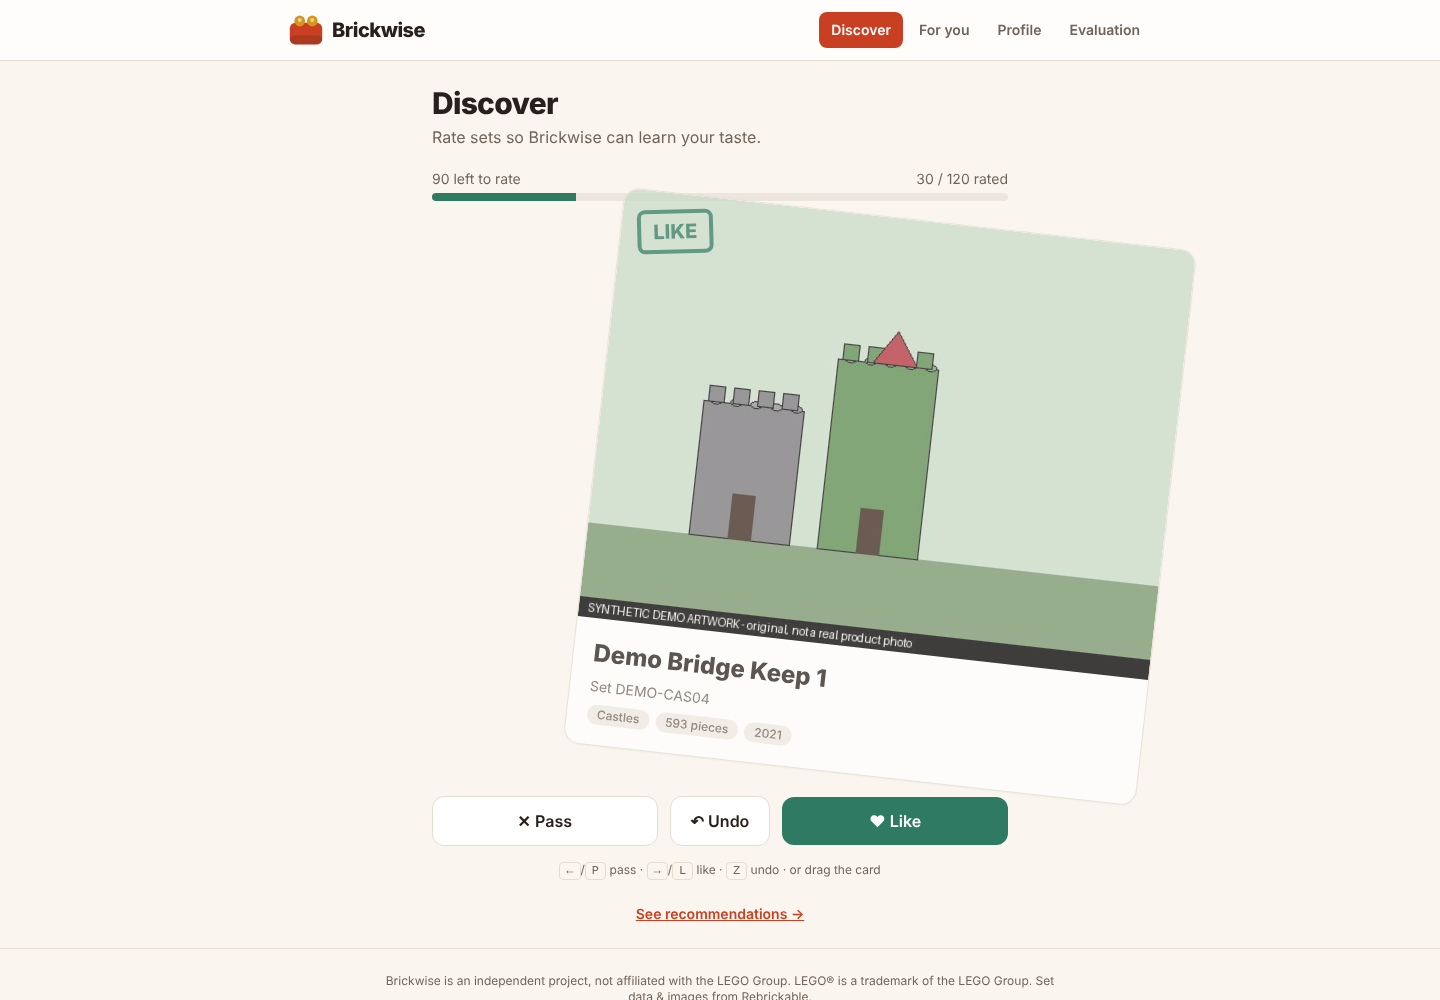 Brickwise
Discover
For you
Profile
Evaluation
Discover
Rate sets so Brickwise can learn your taste.
90 left to rate
30 / 120 rated
LIKE
SYNTHETIC DEMO ARTWORK - original, not a real product photo
Demo Bridge Keep 1
Set DEMO-CAS04
Castles
593 pieces
2021
✕ Pass
↶ Undo
♥ Like
←/P pass · →/L like · Z undo · or drag the card
See recommendations →
Brickwise is an independent project, not affiliated with the LEGO Group. LEGO® is a trademark of the LEGO Group. Set
data & images from Rebrickable.